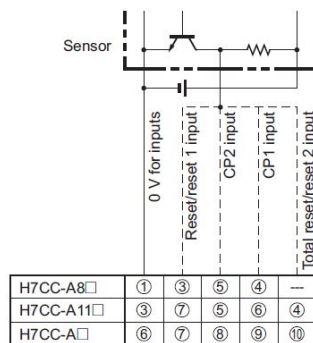 Sensor
0 V for inputs
Reset/reset 1 input
CP2 input
CP1 input
Total reset/reset 2 input
H7CC-A8□ ① ③ ⑤ ④ ---
H7CC-A11□ ③ ⑦ ⑤ ⑥ ④
H7CC-A□ ⑥ ⑦ ⑧ ⑨ ⑩